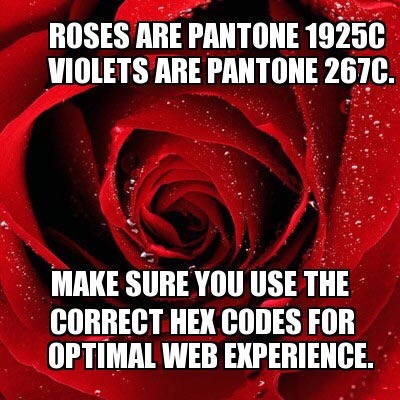 ROSES ARE PANTONE 1925C
VIOLETS ARE PANTONE 267C.
MAKE SURE YOU USE THE
CORRECT HEX CODES FOR
OPTIMAL WEB EXPERIENCE.